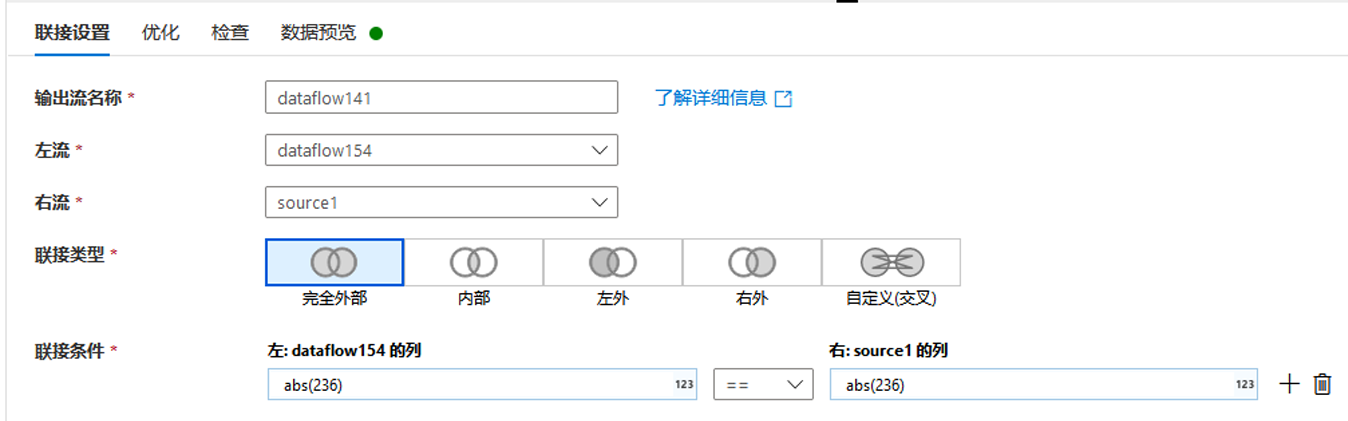 联接设置 优化 检查 数据预览
输出流名称 * dataflow141 了解详细信息
左流 * dataflow154
右流 * source1
联接类型 *
完全外部 内部 左外 右外 自定义(交叉)
联接条件 * 左: dataflow154 的列 右: source1 的列
abs(236) 123 == abs(236) 123